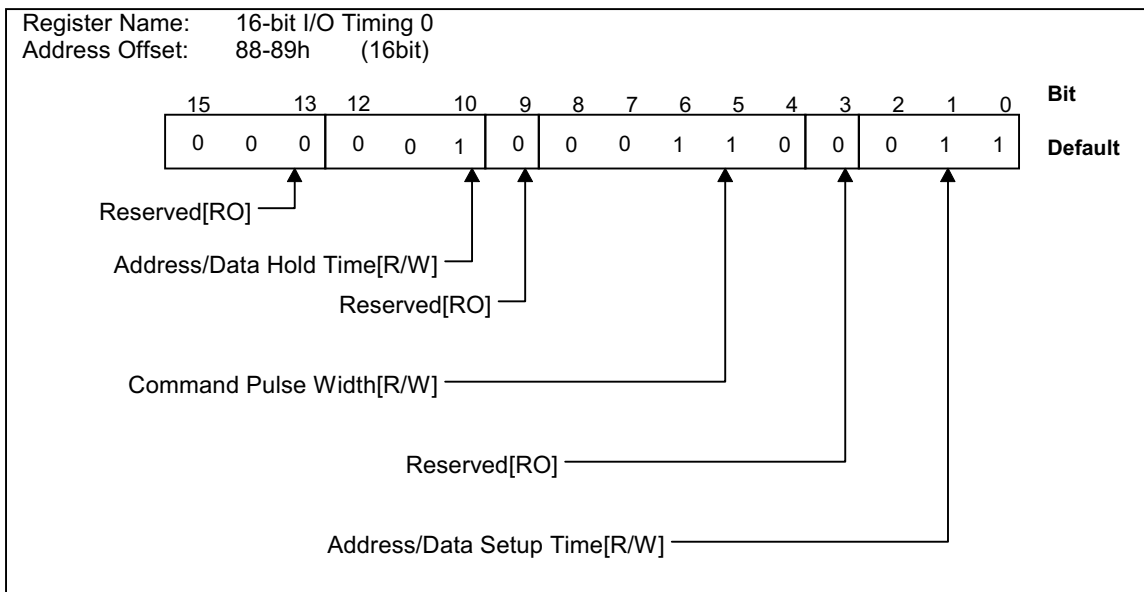 Register Name: 16-bit I/O Timing 0
Address Offset: 88-89h (16bit)
15 13 12 10 9 8 7 6 5 4 3 2 1 0 Bit
0 0 0 0 0 1 0 0 0 1 1 0 0 0 1 1 Default
Reserved[RO]
Address/Data Hold Time[R/W]
Reserved[RO]
Command Pulse Width[R/W]
Reserved[RO]
Address/Data Setup Time[R/W]